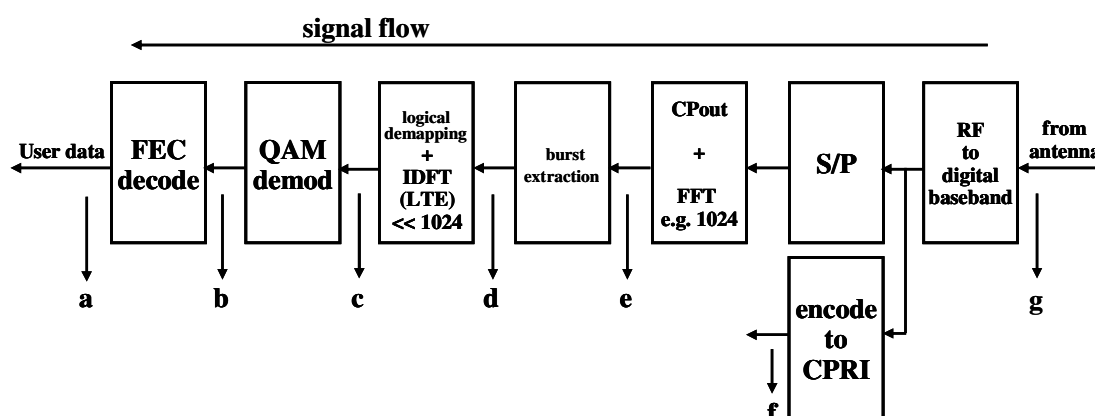 signal flow
User data
FEC
decode
QAM
demod
logical
demapping
+
IDFT
(LTE)
<< 1024
burst
extraction
CPout
+
FFT
e.g. 1024
S/P
RF
to
digital
baseband
from
antenna
encode
to
CPRI
a
b
c
d
e
g
f